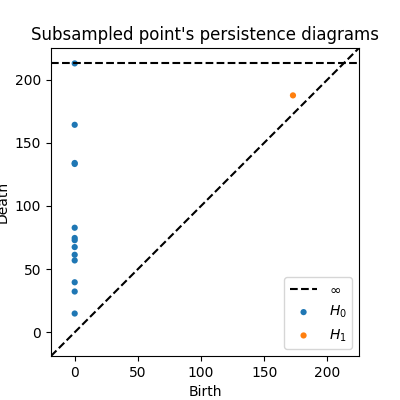 Subsampled point's persistence diagrams
Death
200
150
100
50
0
0 50 100 150 200
Birth
∞
H₀
H₁